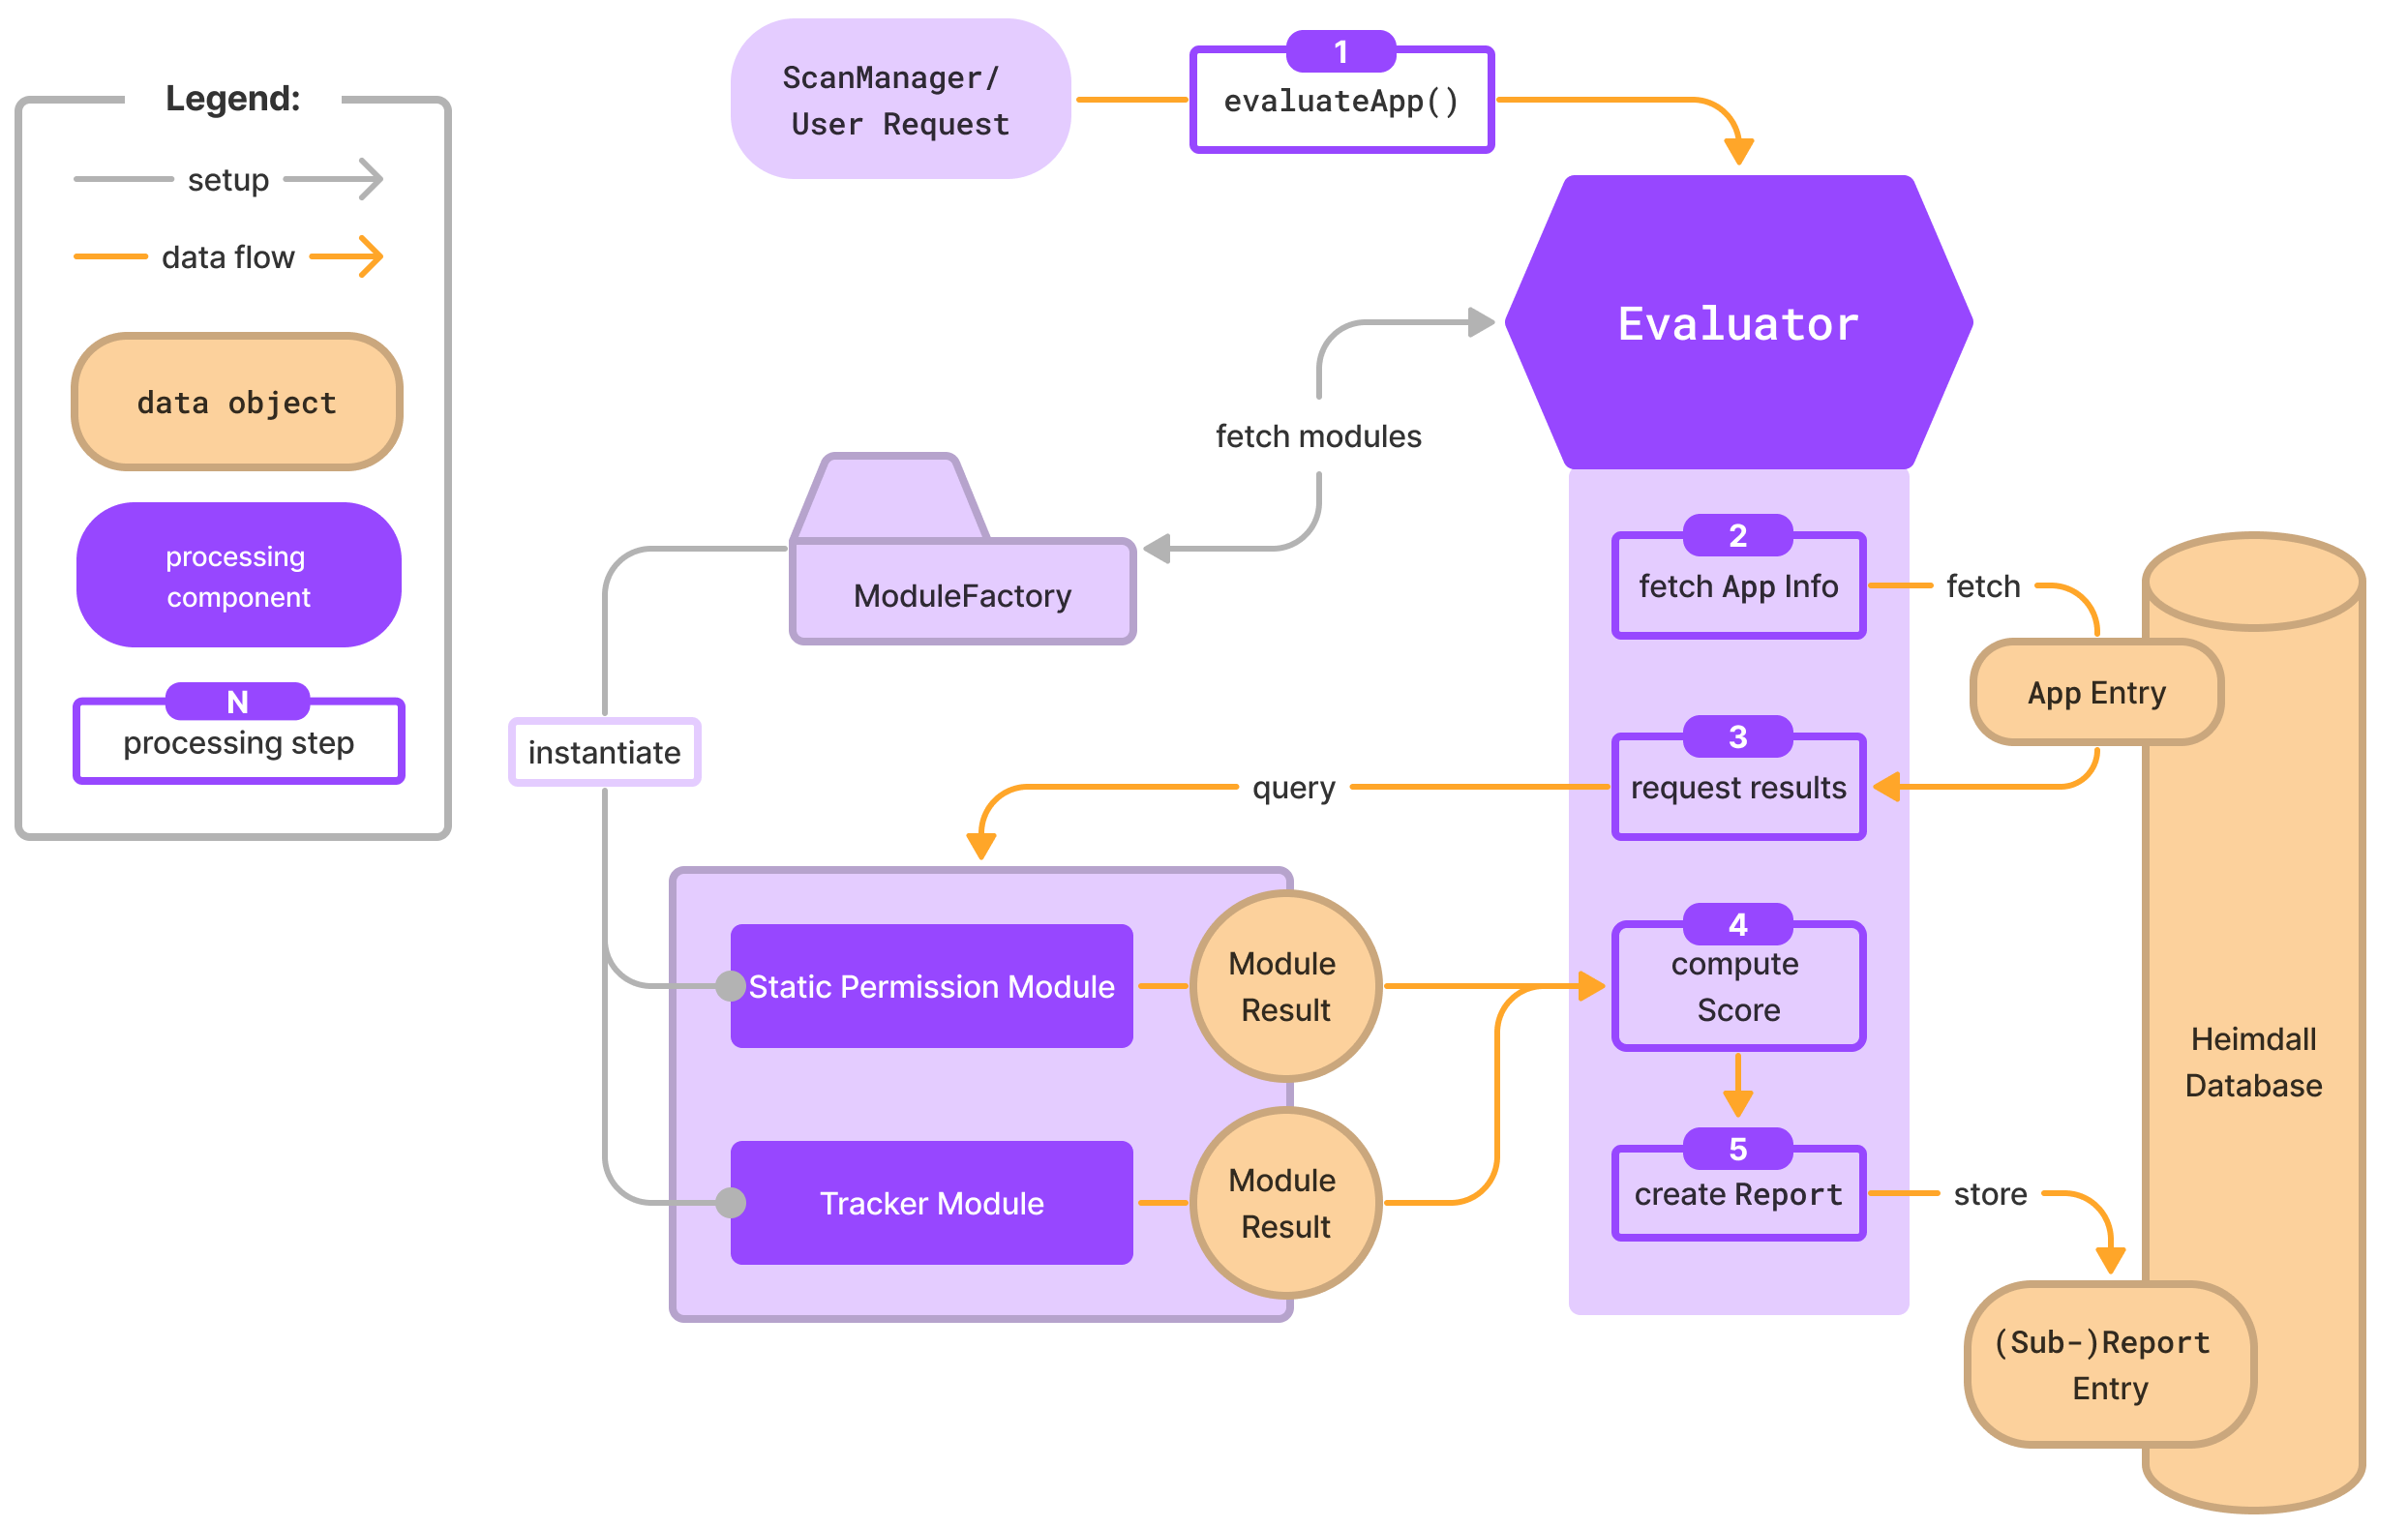 Legend:
setup
data flow
data object
processing
component
N
processing step
ScanManager/
User Request
1
evaluateApp()
Evaluator
fetch modules
ModuleFactory
instantiate
2
fetch App Info
fetch
App Entry
3
request results
query
Static Permission Module
Module
Result
Tracker Module
Module
Result
4
compute
Score
5
create Report
store
(Sub-)Report
Entry
Heimdall
Database